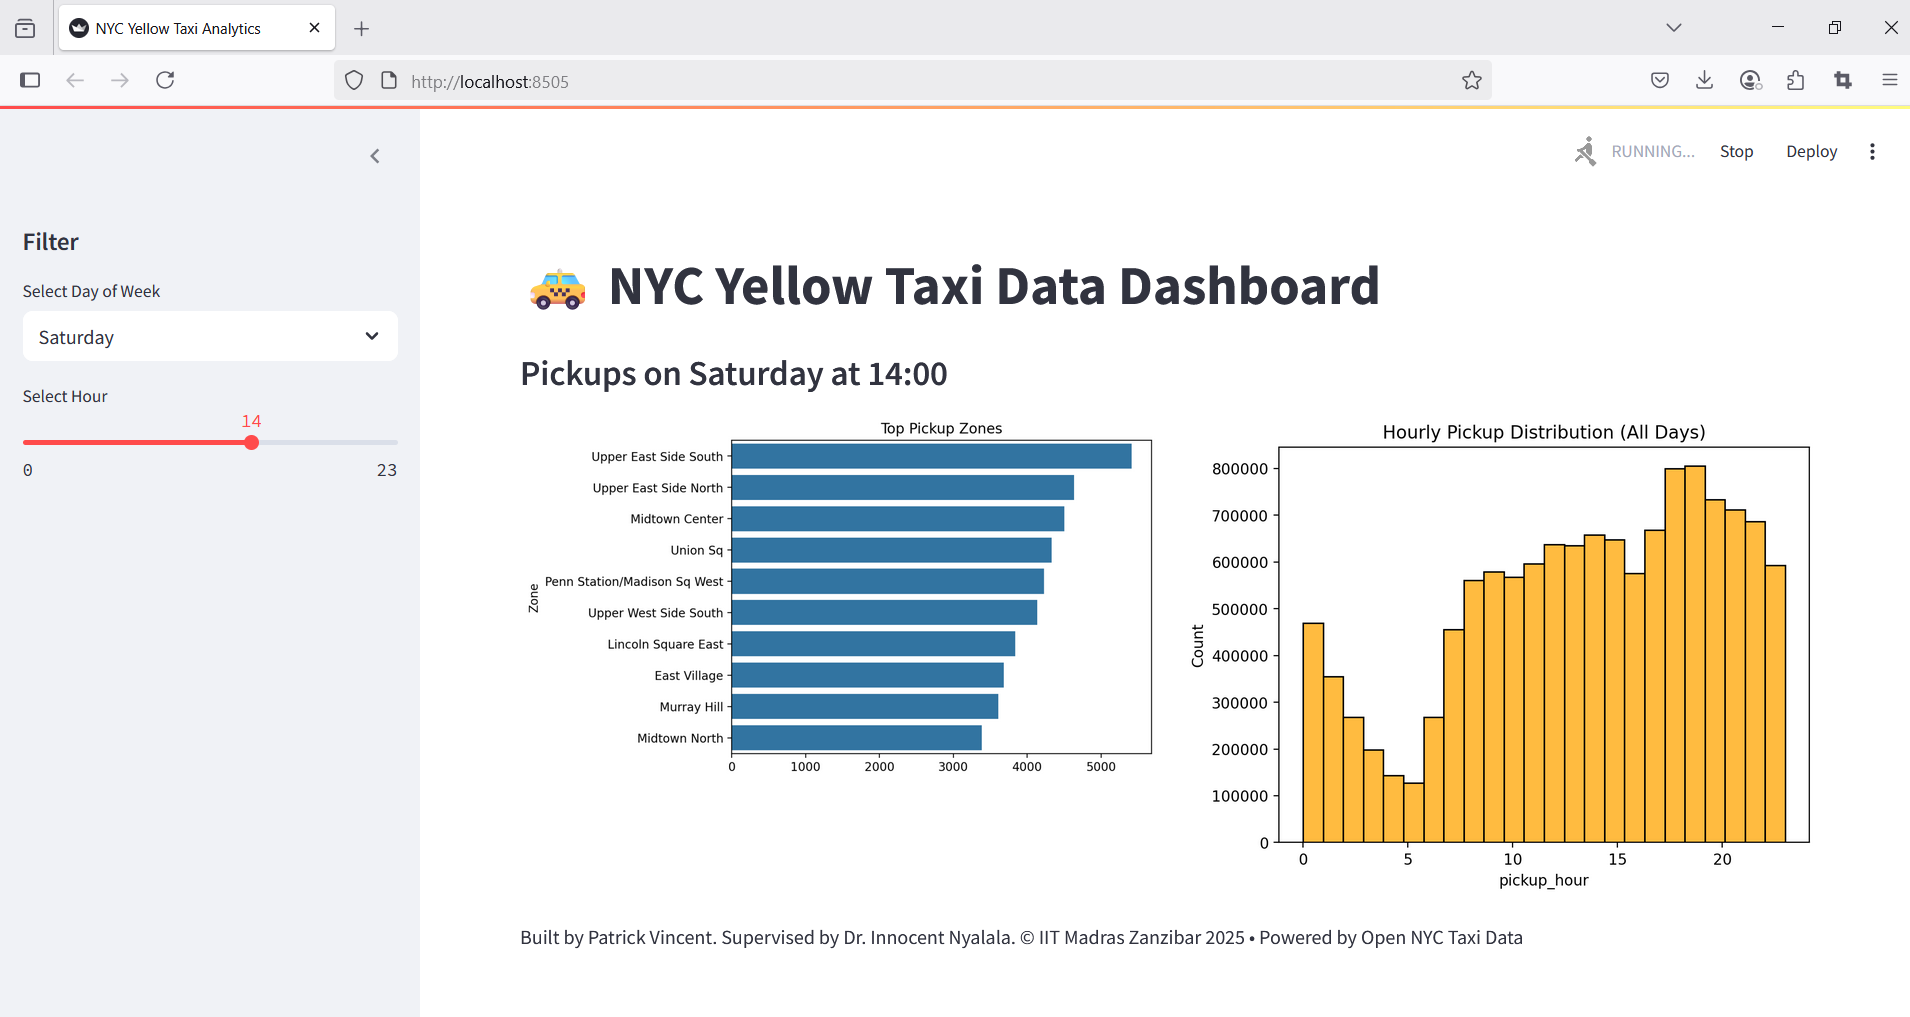 NYC Yellow Taxi Analytics
http://localhost:8505
RUNNING...
Stop
Deploy
Filter
Select Day of Week
Saturday
Select Hour
14
0
23
NYC Yellow Taxi Data Dashboard
Pickups on Saturday at 14:00
Top Pickup Zones
Zone
Upper East Side South
Upper East Side North
Midtown Center
Union Sq
Penn Station/Madison Sq West
Upper West Side South
Lincoln Square East
East Village
Murray Hill
Midtown North
0 1000 2000 3000 4000 5000
Hourly Pickup Distribution (All Days)
Count
800000
700000
600000
500000
400000
300000
200000
100000
0
0 5 10 15 20
pickup_hour
Built by Patrick Vincent. Supervised by Dr. Innocent Nyalala. © IIT Madras Zanzibar 2025 • Powered by Open NYC Taxi Data